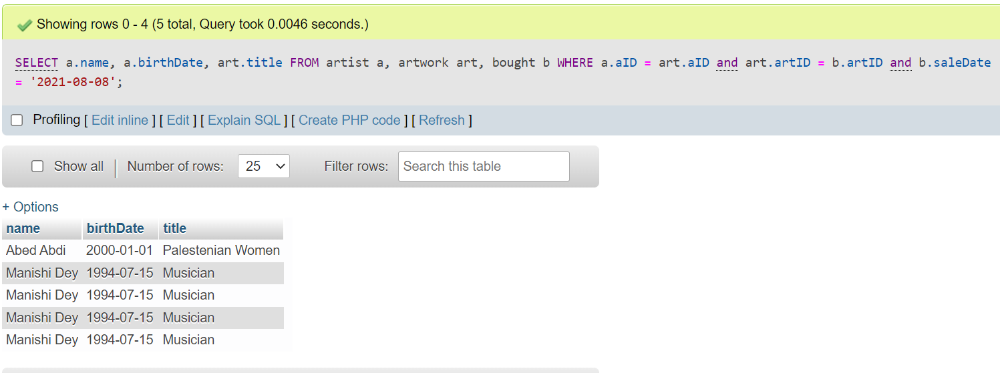 Showing rows 0 - 4 (5 total, Query took 0.0046 seconds.)
SELECT a.name, a.birthDate, art.title FROM artist a, artwork art, bought b WHERE a.aID = art.aID and art.artID = b.artID and b.saleDate
= '2021-08-08';
Profiling [ Edit inline ] [ Edit ] [ Explain SQL ] [ Create PHP code ] [ Refresh ]
Show all | Number of rows: 25 Filter rows: Search this table
+ Options
name birthDate title
Abed Abdi 2000-01-01 Palestenian Women
Manishi Dey 1994-07-15 Musician
Manishi Dey 1994-07-15 Musician
Manishi Dey 1994-07-15 Musician
Manishi Dey 1994-07-15 Musician